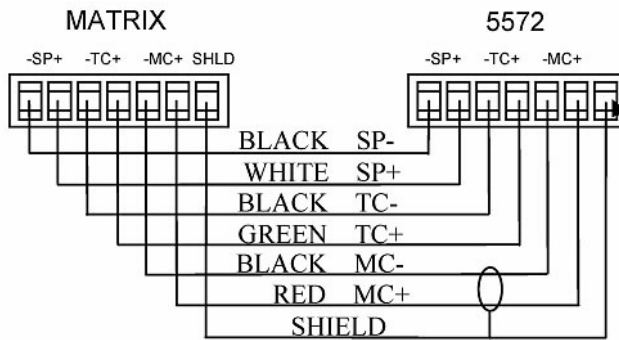 MATRIX 5572
-SP+ -TC+ -MC+ SHLD -SP+ -TC+ -MC+
BLACK SP-
WHITE SP+
BLACK TC-
GREEN TC+
BLACK MC-
RED MC+
SHIELD